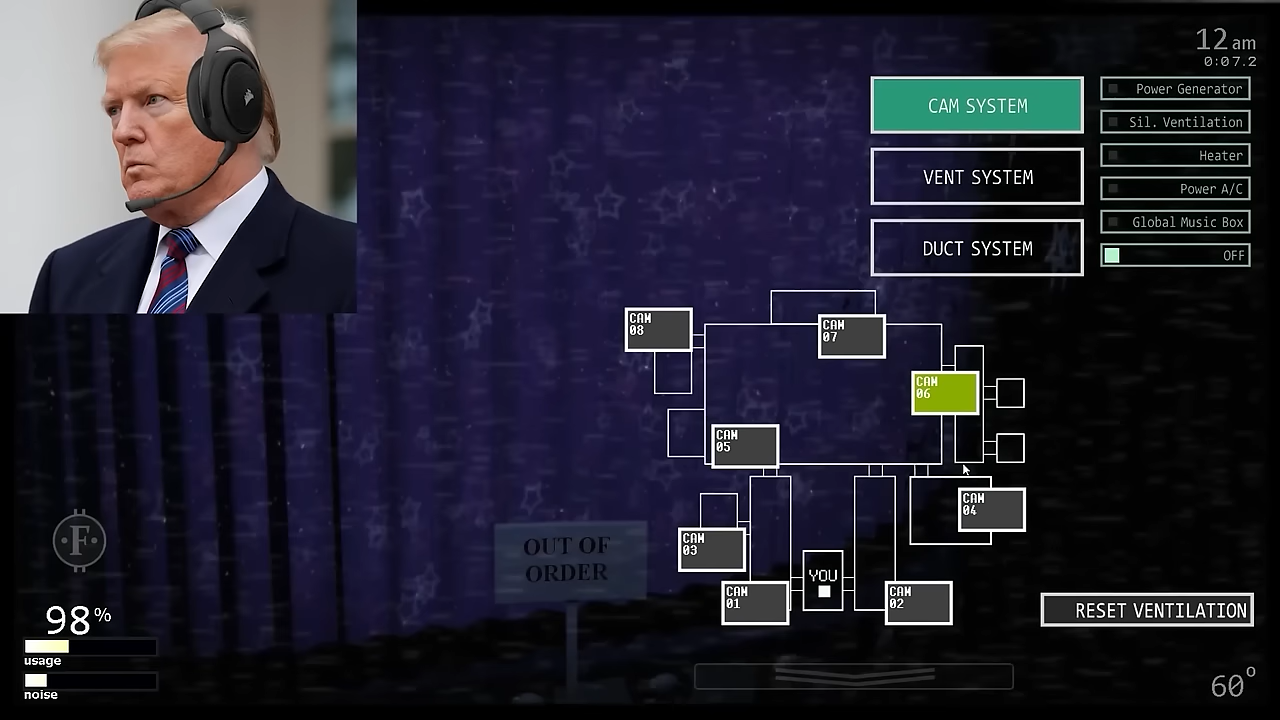 12 am
0:07.2
CAM SYSTEM
VENT SYSTEM
DUCT SYSTEM
Power Generator
Sil. Ventilation
Heater
Power A/C
Global Music Box
OFF
CAM
08
CAM
07
CAM
06
CAM
05
CAM
04
CAM
03
YOU
CAM
01
CAM
02
OUT OF
ORDER
F
98%
usage
noise
RESET VENTILATION
60°